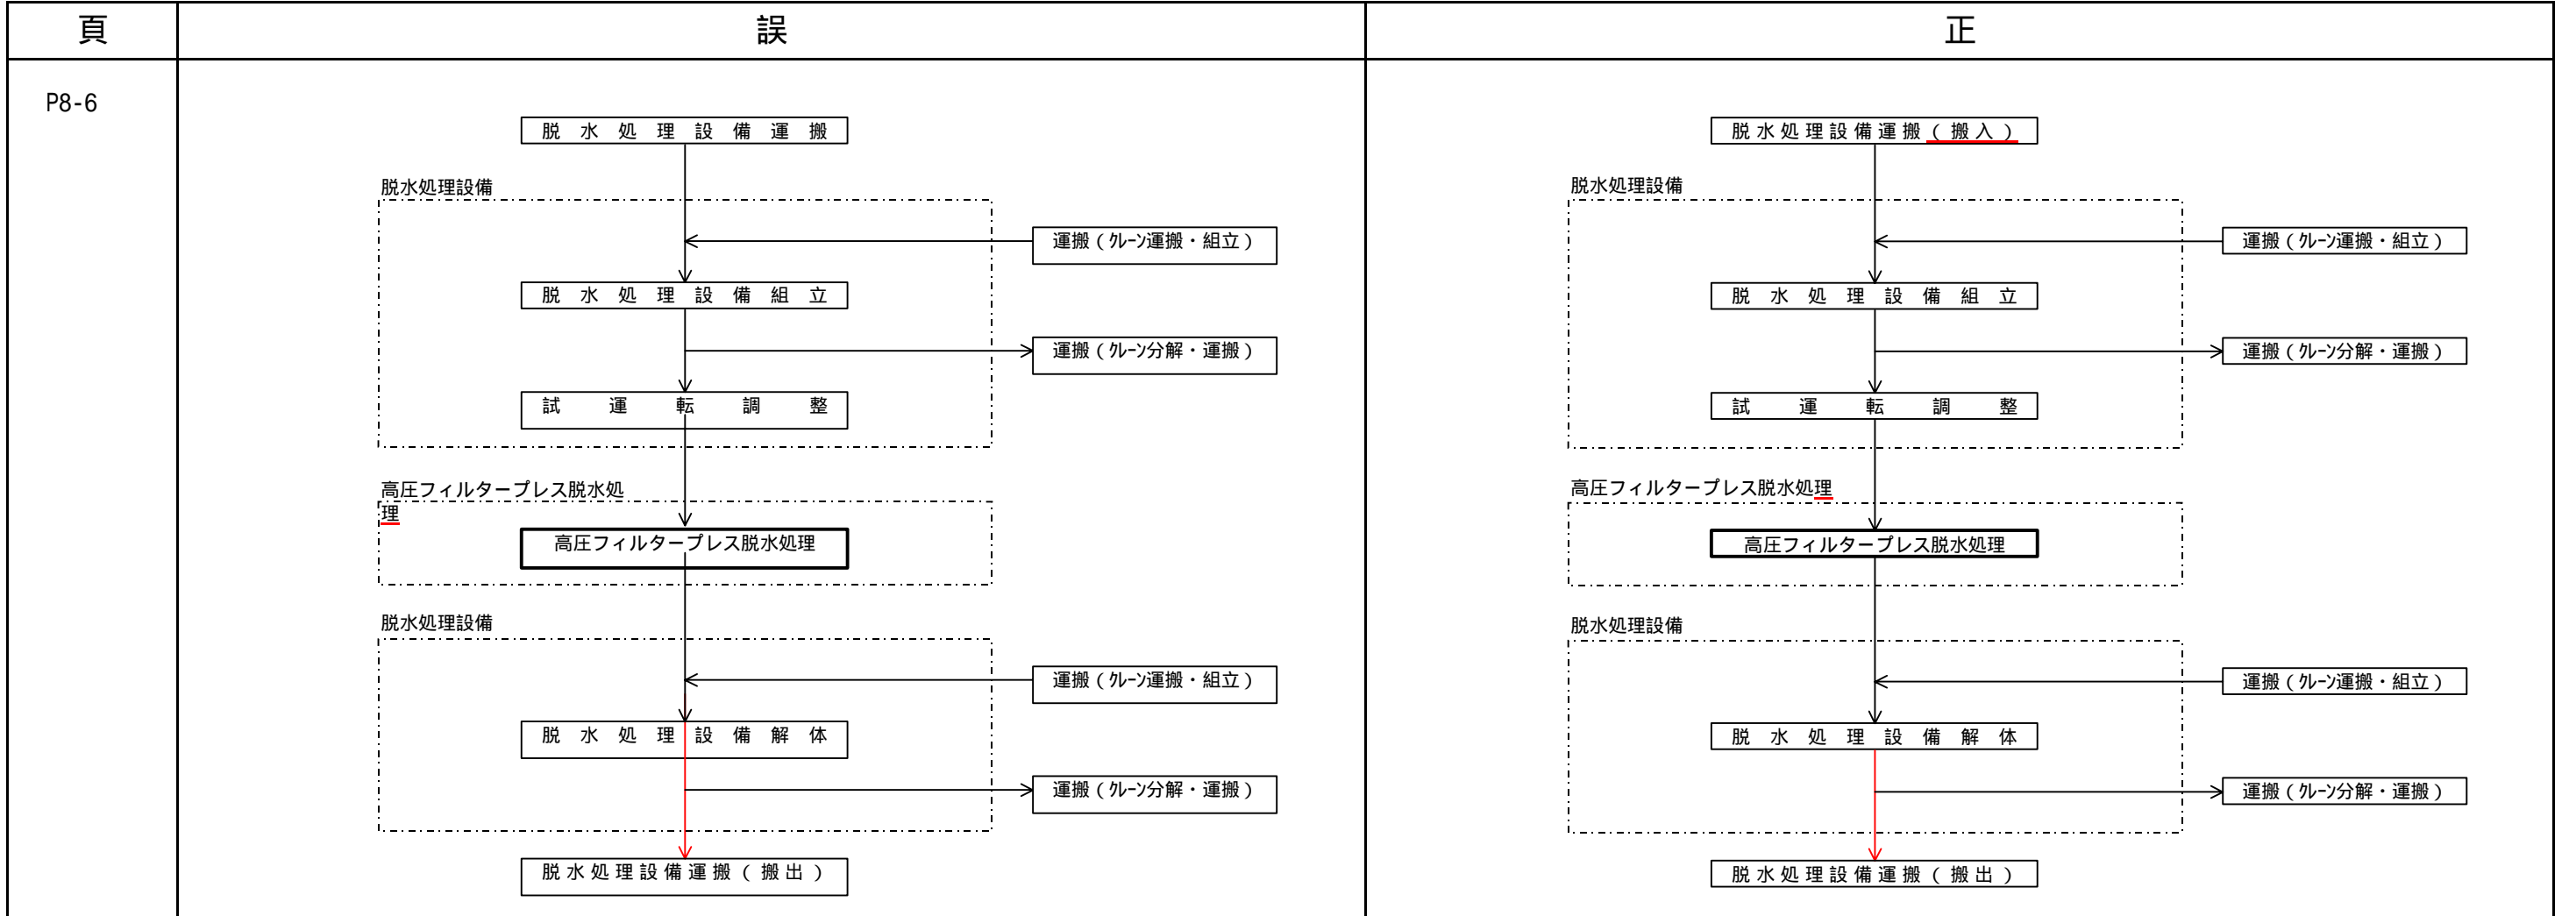 頁
誤
正
P8-6
脱水処理設備運搬
脱水処理設備
運搬(ｸﾚｰﾝ運搬・組立)
脱水処理設備組立
運搬(ｸﾚｰﾝ分解・運搬)
試運転調整
高圧フィルタープレス脱水処
理
高圧フィルタープレス脱水処理
脱水処理設備
運搬(ｸﾚｰﾝ運搬・組立)
脱水処理設備解体
運搬(ｸﾚｰﾝ分解・運搬)
脱水処理設備運搬(搬出)
脱水処理設備運搬(搬入)
脱水処理設備
運搬(ｸﾚｰﾝ運搬・組立)
脱水処理設備組立
運搬(ｸﾚｰﾝ分解・運搬)
試運転調整
高圧フィルタープレス脱水処理
高圧フィルタープレス脱水処理
脱水処理設備
運搬(ｸﾚｰﾝ運搬・組立)
脱水処理設備解体
運搬(ｸﾚｰﾝ分解・運搬)
脱水処理設備運搬(搬出)